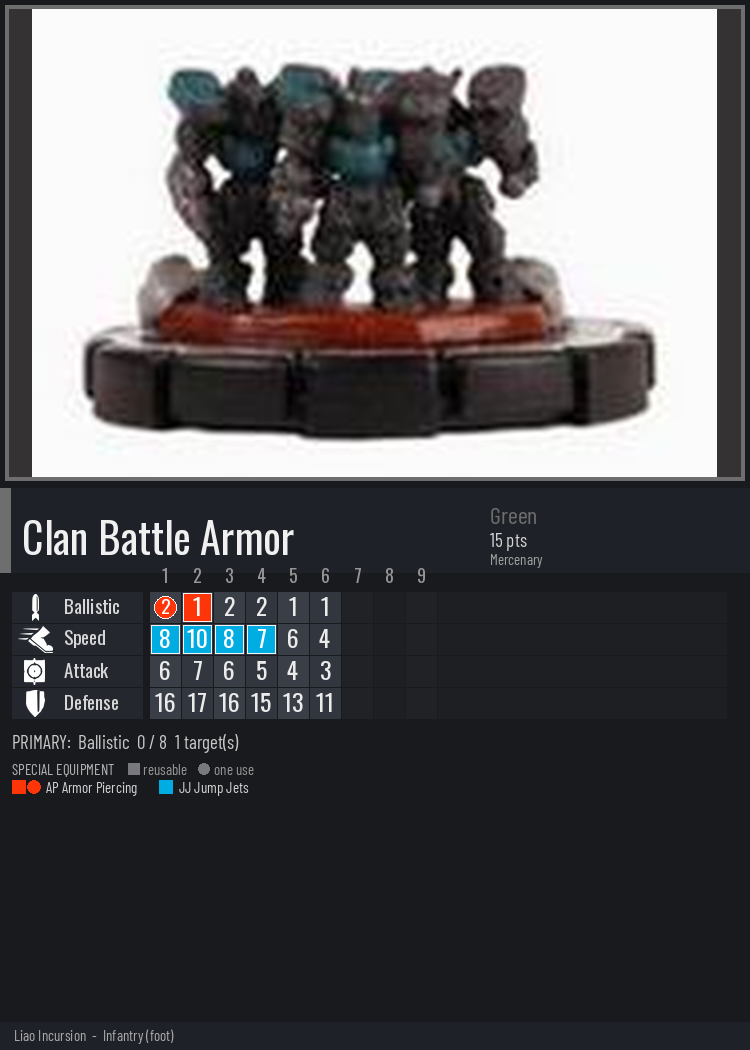 Clan Battle Armor
Green
15 pts
Mercenary
1 2 3 4 5 6 7 8 9
Ballistic 2 1 2 2 1 1
Speed 8 10 8 7 6 4
Attack 6 7 6 5 4 3
Defense 16 17 16 15 13 11
PRIMARY: Ballistic 0 / 8 1 target(s)
SPECIAL EQUIPMENT reusable one use
AP Armor Piercing JJ Jump Jets
Liao Incursion - Infantry (foot)